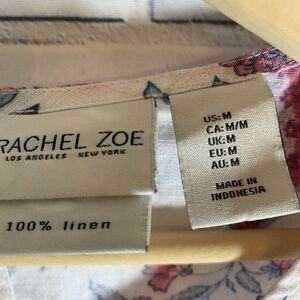 RACHEL ZOE
LOS ANGELES NEW YORK
100% linen
US: M
CA: M/M
UK: M
EU: M
AU: M
MADE IN
INDONESIA